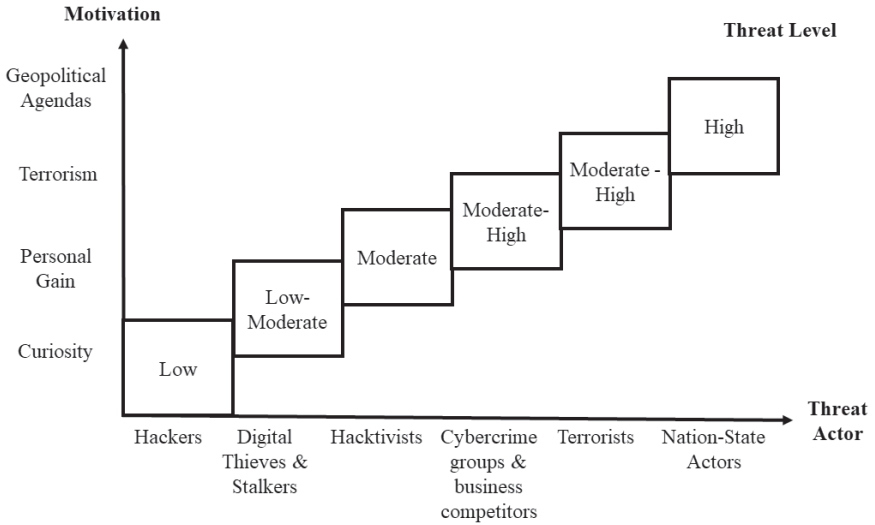 Motivation
Threat Level
Geopolitical
Agendas
Terrorism
Personal
Gain
Curiosity
High
Moderate -
High
Moderate-
High
Moderate
Low-
Moderate
Low
Threat
Actor
Hackers
Digital
Thieves &
Stalkers
Hacktivists
Cybercrime
groups &
business
competitors
Terrorists
Nation-State
Actors